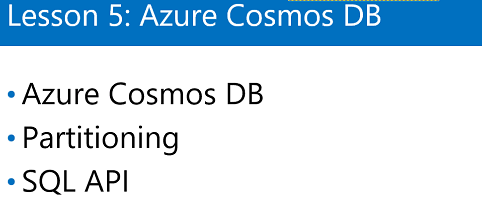 Lesson 5: Azure Cosmos DB
• Azure Cosmos DB
• Partitioning
• SQL API